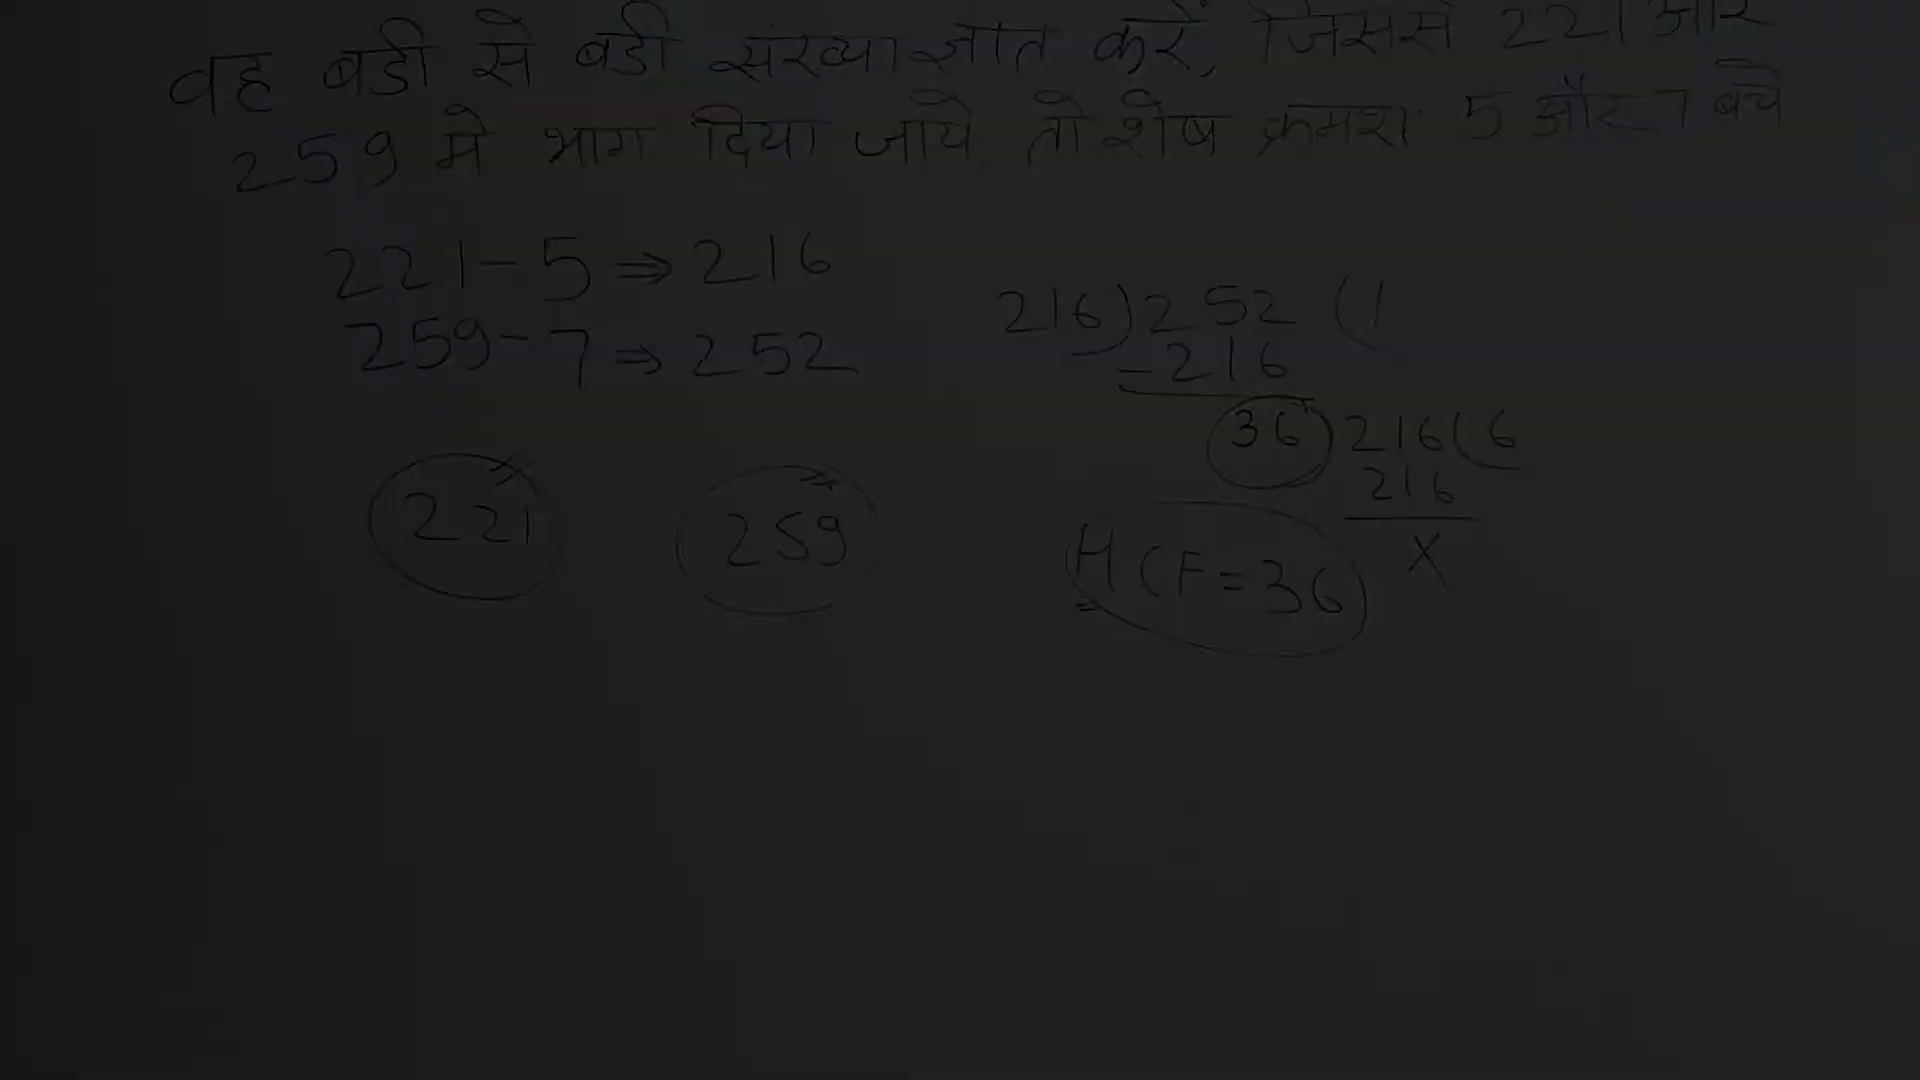 वह बडी से बडी संख्या ज्ञात करें, जिससे 221 और
259 मे भाग दिया जाये तो शेष क्रमशः 5 और 7 बचे
221-5⇒216
259-7⇒252
216)252(1
-216
36)216(6
216
X
221
259
HCF=36